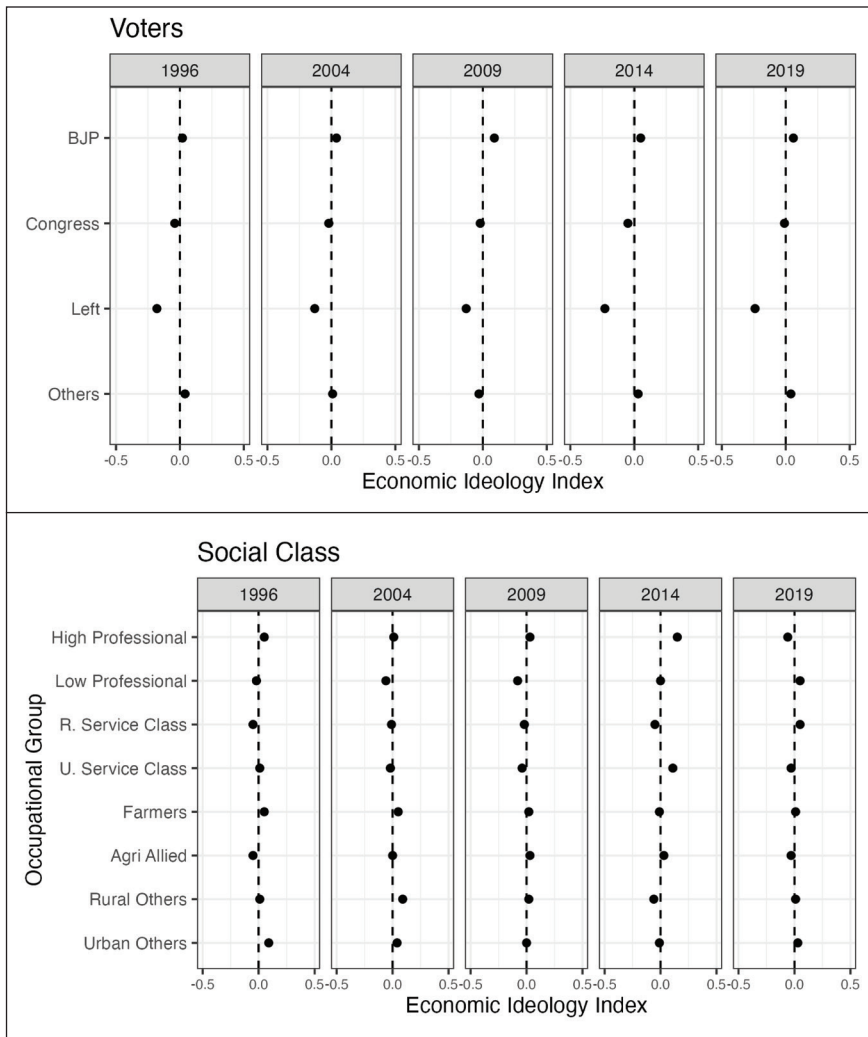 Voters
1996 2004 2009 2014 2019
BJP
Congress
Left
Others
-0.5 0.0 0.5 -0.5 0.0 0.5 -0.5 0.0 0.5 -0.5 0.0 0.5 -0.5 0.0 0.5
Economic Ideology Index
Social Class
1996 2004 2009 2014 2019
Occupational Group
High Professional
Low Professional
R. Service Class
U. Service Class
Farmers
Agri Allied
Rural Others
Urban Others
-0.5 0.0 0.5 -0.5 0.0 0.5 -0.5 0.0 0.5 -0.5 0.0 0.5 -0.5 0.0 0.5
Economic Ideology Index